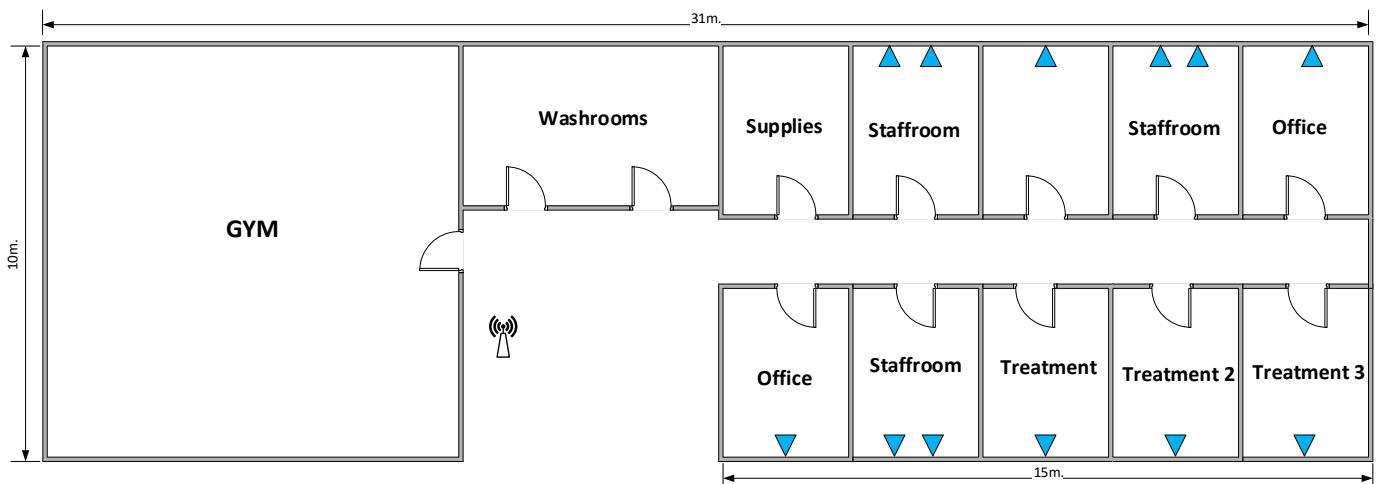 31m.
Washrooms
Supplies
Staffroom
Staffroom
Office
GYM
10m.
Office
Staffroom
Treatment
Treatment 2
Treatment 3
15m.